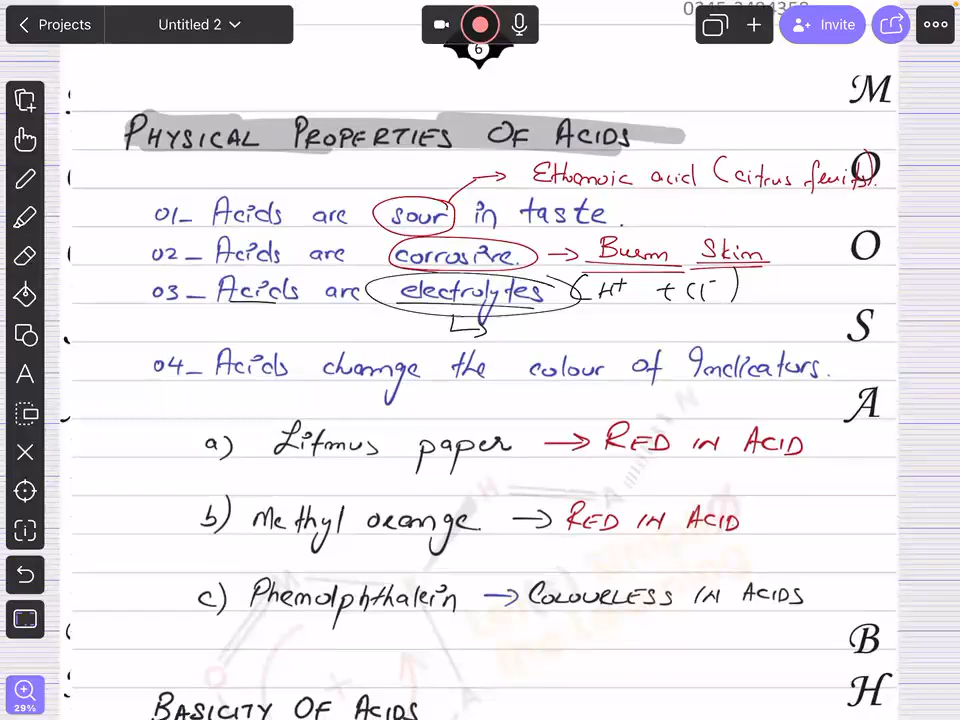 Projects
Untitled 2
Invite
6
PHYSICAL PROPERTIES OF ACIDS
Ethanoic acid (citrus fruits).
01_ Acids are sour in taste.
02_ Acids are corrosive. → Burn Skin
03_ Acids are electrolytes (H+ + Cl-)
04_ Acids change the colour of Indicators.
a) Litmus paper → RED IN ACID
b) Methyl orange → RED IN ACID
c) Phenolphthalein → COLOURLESS IN ACIDS
BASICITY OF ACIDS
M
O
O
S
A
B
H
29%